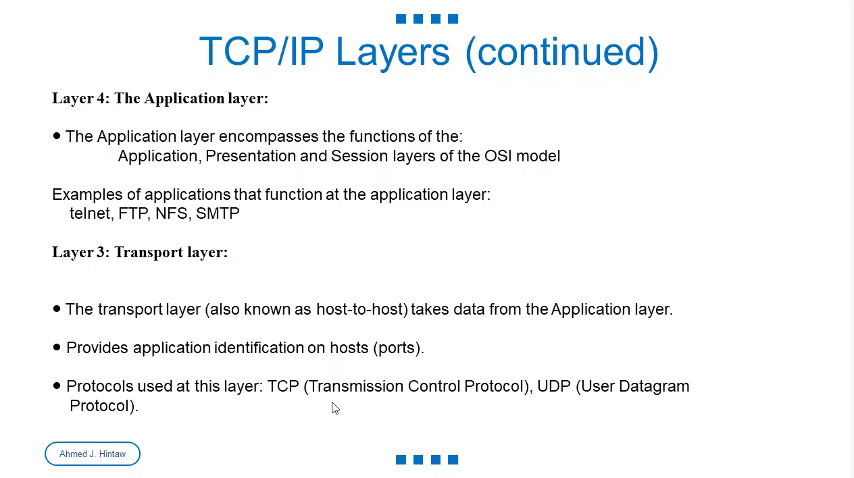 TCP/IP Layers (continued)
Layer 4: The Application layer:
• The Application layer encompasses the functions of the:
Application, Presentation and Session layers of the OSI model
Examples of applications that function at the application layer:
telnet, FTP, NFS, SMTP
Layer 3: Transport layer:
• The transport layer (also known as host-to-host) takes data from the Application layer.
• Provides application identification on hosts (ports).
• Protocols used at this layer: TCP (Transmission Control Protocol), UDP (User Datagram
Protocol).
Ahmed J. Hintaw